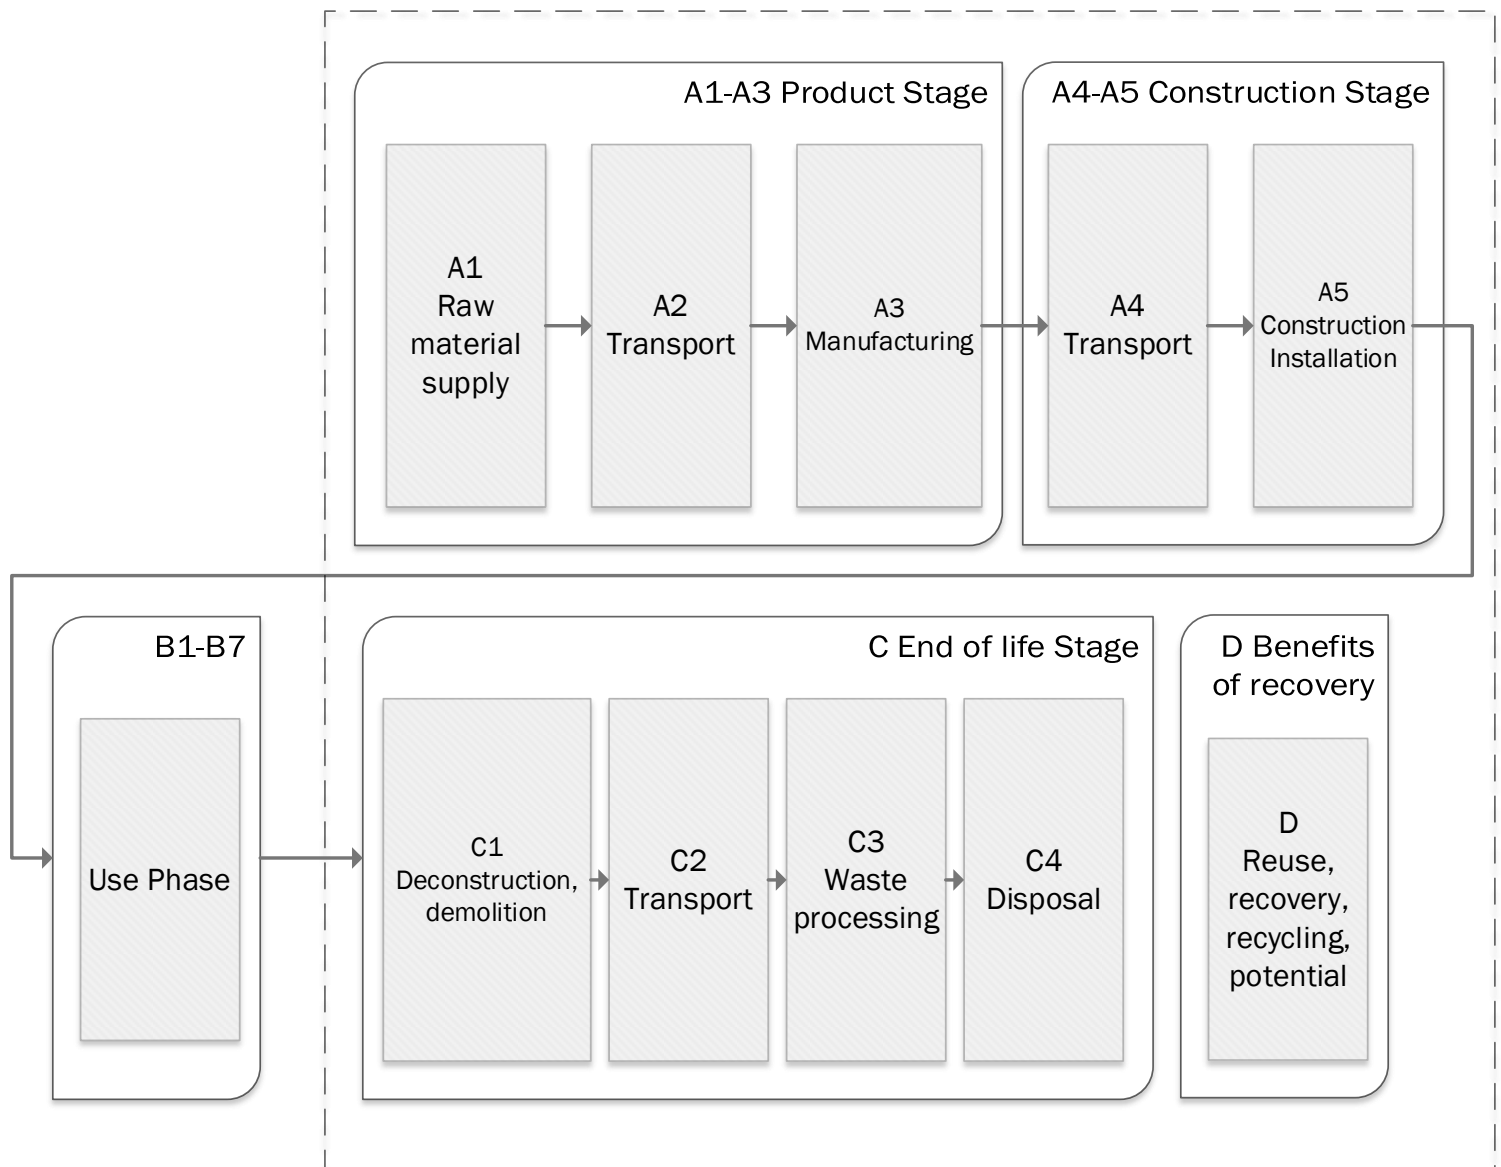 A1-A3 Product Stage
A1
Raw
material
supply
A2
Transport
A3
Manufacturing
A4-A5 Construction Stage
A4
Transport
A5
Construction
Installation
B1-B7
Use Phase
C End of life Stage
C1
Deconstruction,
demolition
C2
Transport
C3
Waste
processing
C4
Disposal
D Benefits
of recovery
D
Reuse,
recovery,
recycling,
potential